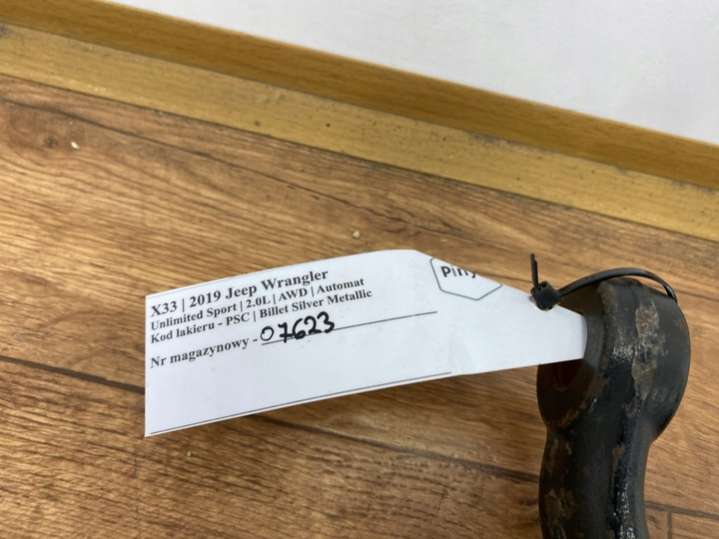 X33 | 2019 Jeep Wrangler
Unlimited Sport | 2.0L | AWD | Automat
Kod lakieru - PSC | Billet Silver Metallic
Nr magazynowy - 07623